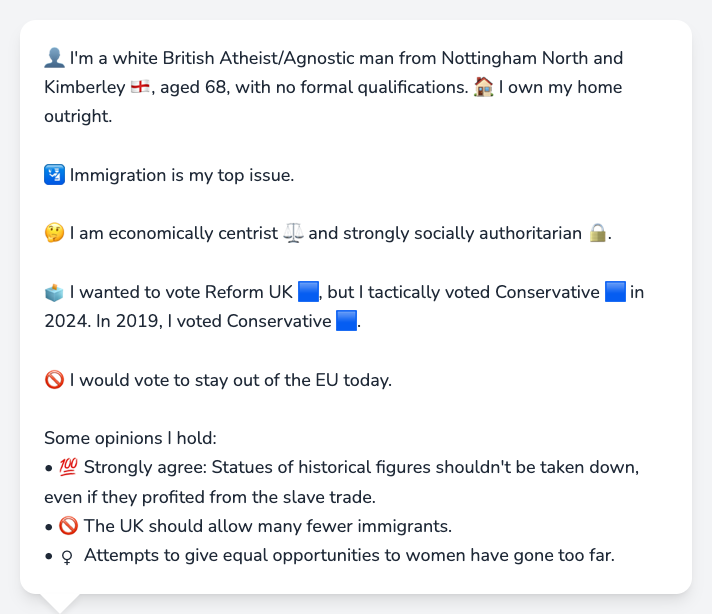 👤 I'm a white British Atheist/Agnostic man from Nottingham North and
Kimberley 🏴󠁧󠁢󠁥󠁮󠁧󠁿, aged 68, with no formal qualifications. 🏠 I own my home
outright.
🛂 Immigration is my top issue.
🤔 I am economically centrist ⚖️ and strongly socially authoritarian 🔒.
🗳️ I wanted to vote Reform UK 🟦, but I tactically voted Conservative 🟦 in
2024. In 2019, I voted Conservative 🟦.
🚫 I would vote to stay out of the EU today.
Some opinions I hold:
• 💯 Strongly agree: Statues of historical figures shouldn't be taken down,
even if they profited from the slave trade.
• 🚫 The UK should allow many fewer immigrants.
• ♀ Attempts to give equal opportunities to women have gone too far.